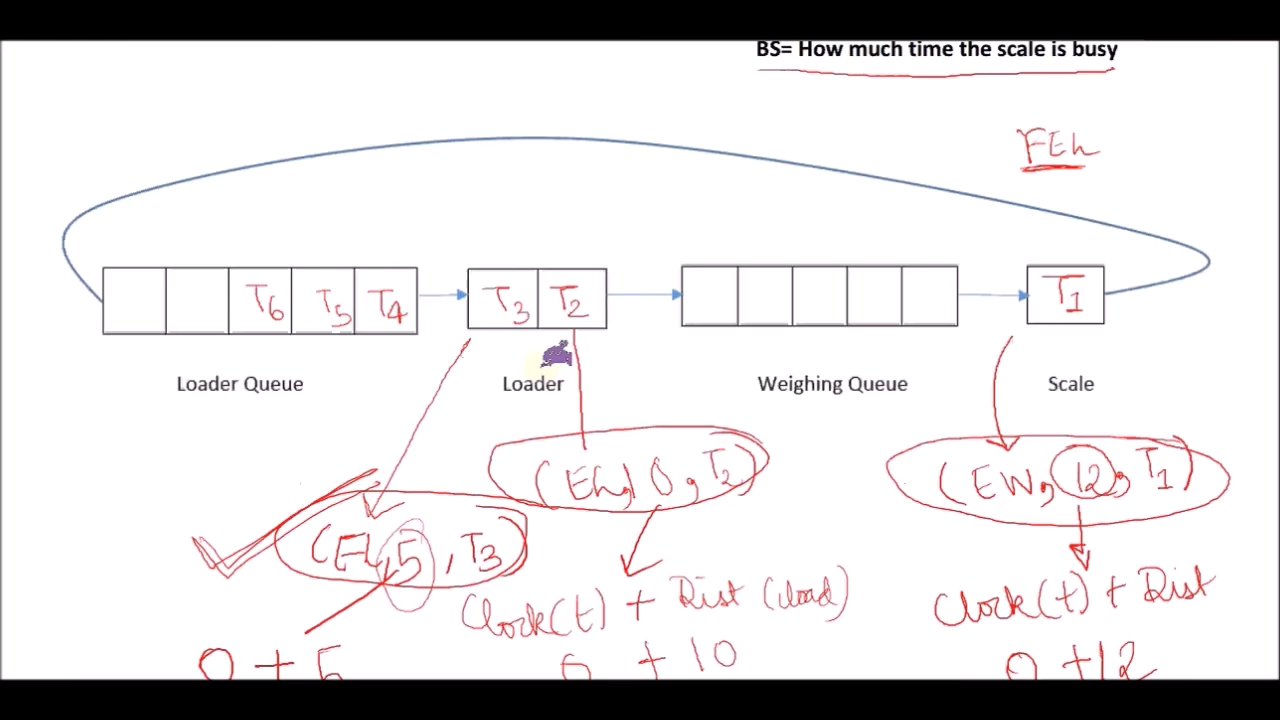 BS= How much time the scale is busy
FEL
T6 T5 T4 T3 T2 T1
Loader Queue Loader Weighing Queue Scale
(EL, 10, T2) (EW, 12, T1)
(EL, 5, T3)
Clock(t) + Dist (load) Clock(t) + Dist
0 + 5 0 + 10 0 + 12